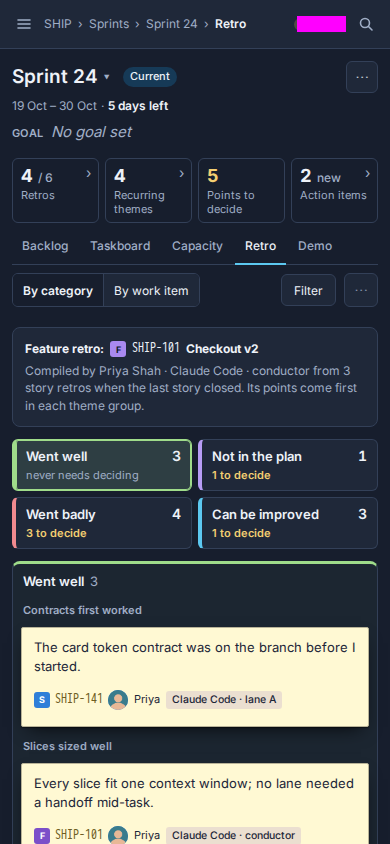 SHIP › Sprints › Sprint 24 › Retro
Sprint 24 ▾ Current ...
19 Oct – 30 Oct · 5 days left
GOAL No goal set
4 / 6 ›
Retros
4 ›
Recurring
themes
5
Points to
decide
2 new ›
Action items
Backlog Taskboard Capacity Retro Demo
By category By work item Filter ...
Feature retro: F SHIP-101 Checkout v2
Compiled by Priya Shah · Claude Code · conductor from 3
story retros when the last story closed. Its points come first
in each theme group.
Went well 3
never needs deciding
Not in the plan 1
1 to decide
Went badly 4
3 to decide
Can be improved 3
1 to decide
Went well 3
Contracts first worked
The card token contract was on the branch before I
started.
S SHIP-141 Priya Claude Code · lane A
Slices sized well
Every slice fit one context window; no lane needed
a handoff mid-task.
F SHIP-101 Priya Claude Code · conductor